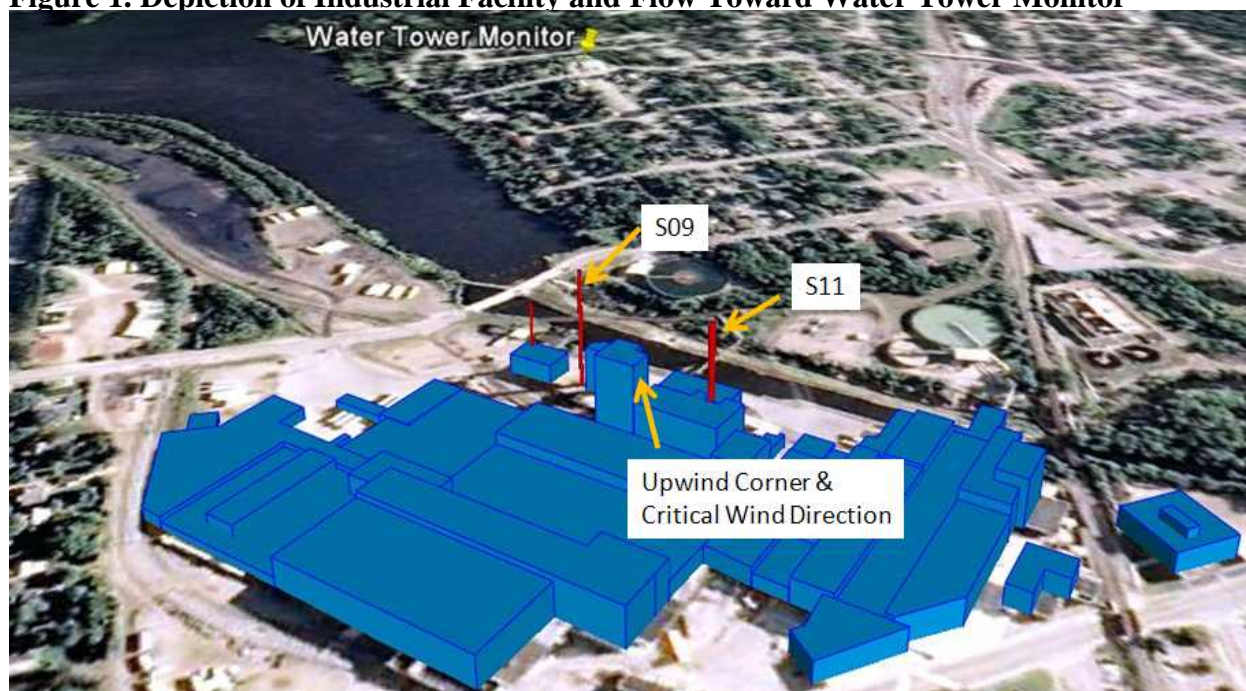 Figure 1. Depiction of Industrial Facility and Flow Toward Water Tower Monitor
Water Tower Monitor
S09
S11
Upwind Corner &
Critical Wind Direction